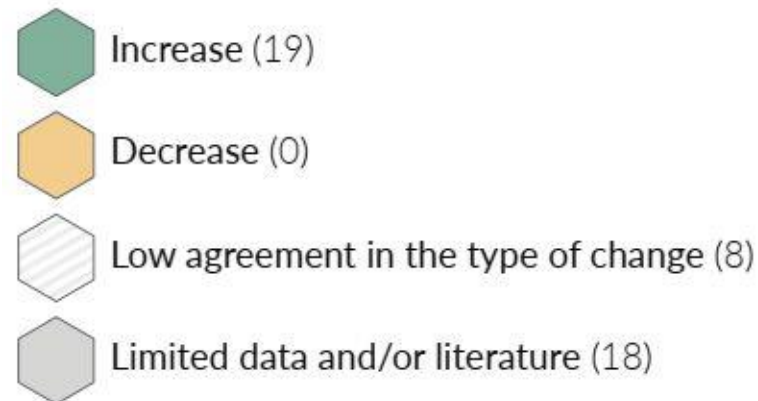 Increase (19)
Decrease (0)
Low agreement in the type of change (8)
Limited data and/or literature (18)